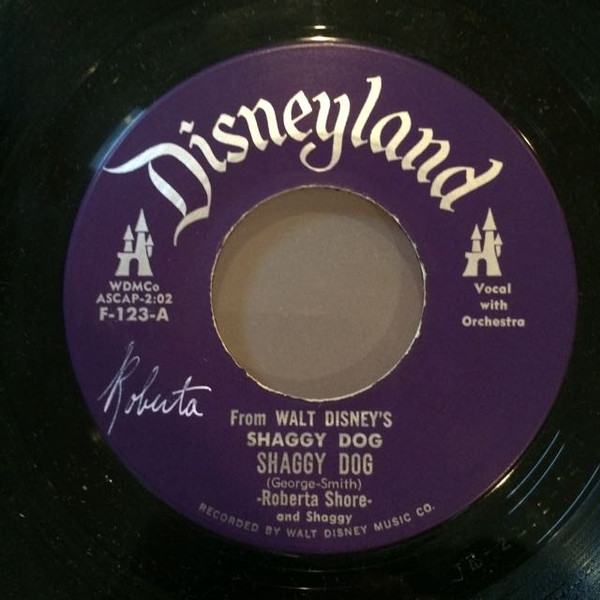 Disneyland
WDMCo
ASCAP-2:02
F-123-A
Vocal
with
Orchestra
Roberta
From WALT DISNEY'S
SHAGGY DOG
SHAGGY DOG
(George-Smith)
-Roberta Shore-
and Shaggy
RECORDED BY WALT DISNEY MUSIC CO.